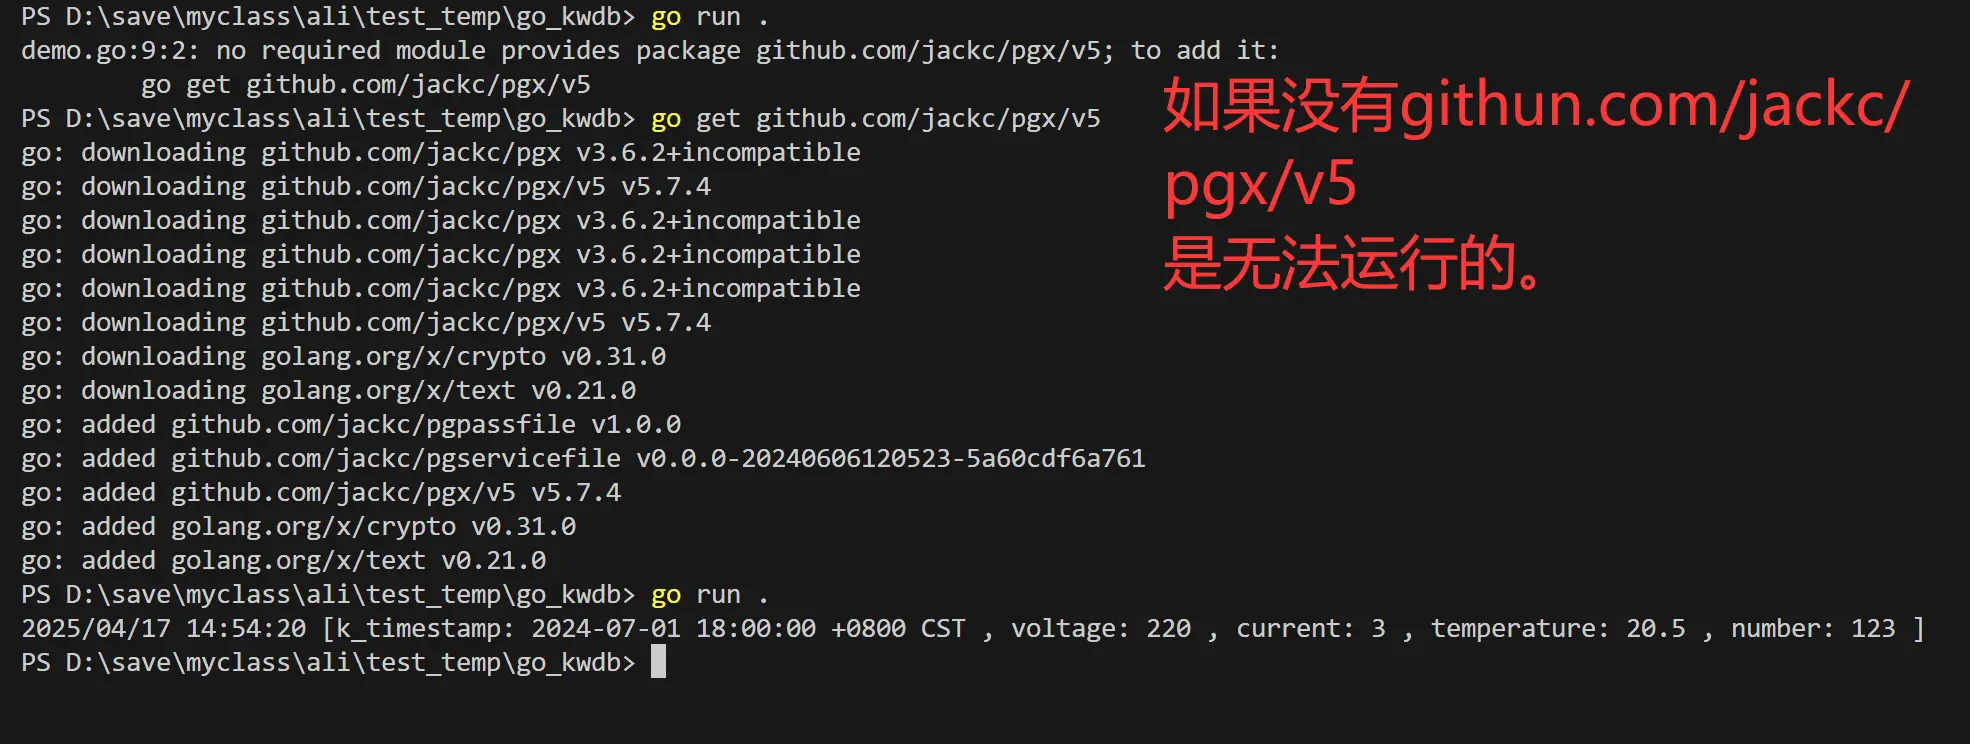 PS D:\save\myclass\ali\test_temp\go_kwdb> go run .
demo.go:9:2: no required module provides package github.com/jackc/pgx/v5; to add it:
        go get github.com/jackc/pgx/v5
PS D:\save\myclass\ali\test_temp\go_kwdb> go get github.com/jackc/pgx/v5
go: downloading github.com/jackc/pgx v3.6.2+incompatible
go: downloading github.com/jackc/pgx/v5 v5.7.4
go: downloading github.com/jackc/pgx v3.6.2+incompatible
go: downloading github.com/jackc/pgx v3.6.2+incompatible
go: downloading github.com/jackc/pgx v3.6.2+incompatible
go: downloading github.com/jackc/pgx/v5 v5.7.4
go: downloading golang.org/x/crypto v0.31.0
go: downloading golang.org/x/text v0.21.0
go: added github.com/jackc/pgpassfile v1.0.0
go: added github.com/jackc/pgservicefile v0.0.0-20240606120523-5a60cdf6a761
go: added github.com/jackc/pgx/v5 v5.7.4
go: added golang.org/x/crypto v0.31.0
go: added golang.org/x/text v0.21.0
PS D:\save\myclass\ali\test_temp\go_kwdb> go run .
2025/04/17 14:54:20 [k_timestamp: 2024-07-01 18:00:00 +0800 CST , voltage: 220 , current: 3 , temperature: 20.5 , number: 123 ]
PS D:\save\myclass\ali\test_temp\go_kwdb>
如果没有githun.com/jackc/
pgx/v5
是无法运行的。